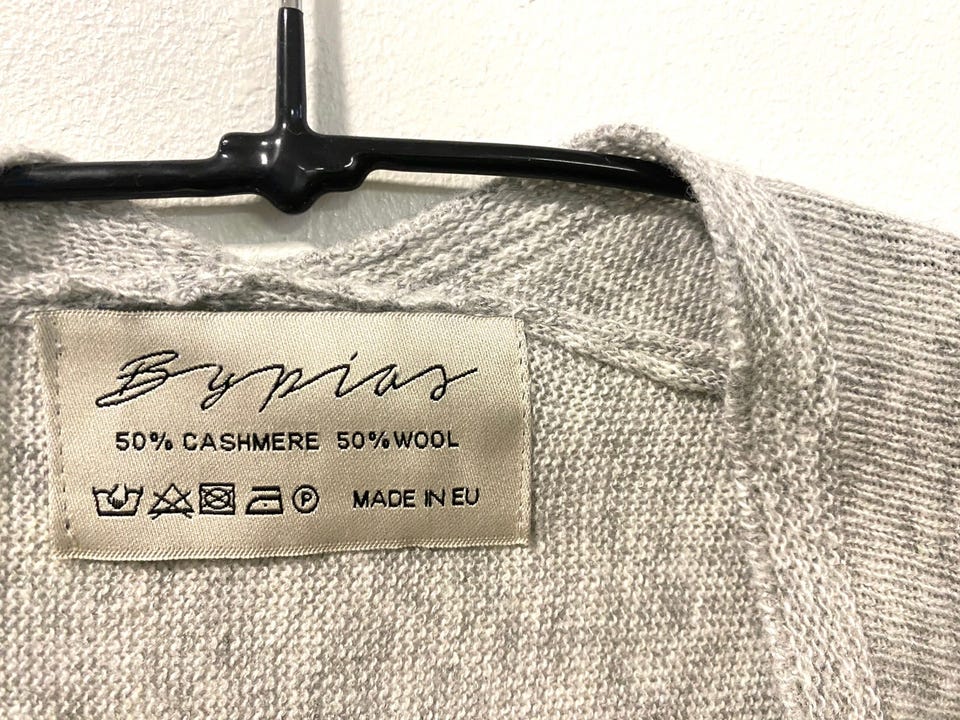 Bypias
50% CASHMERE 50% WOOL
P MADE IN EU